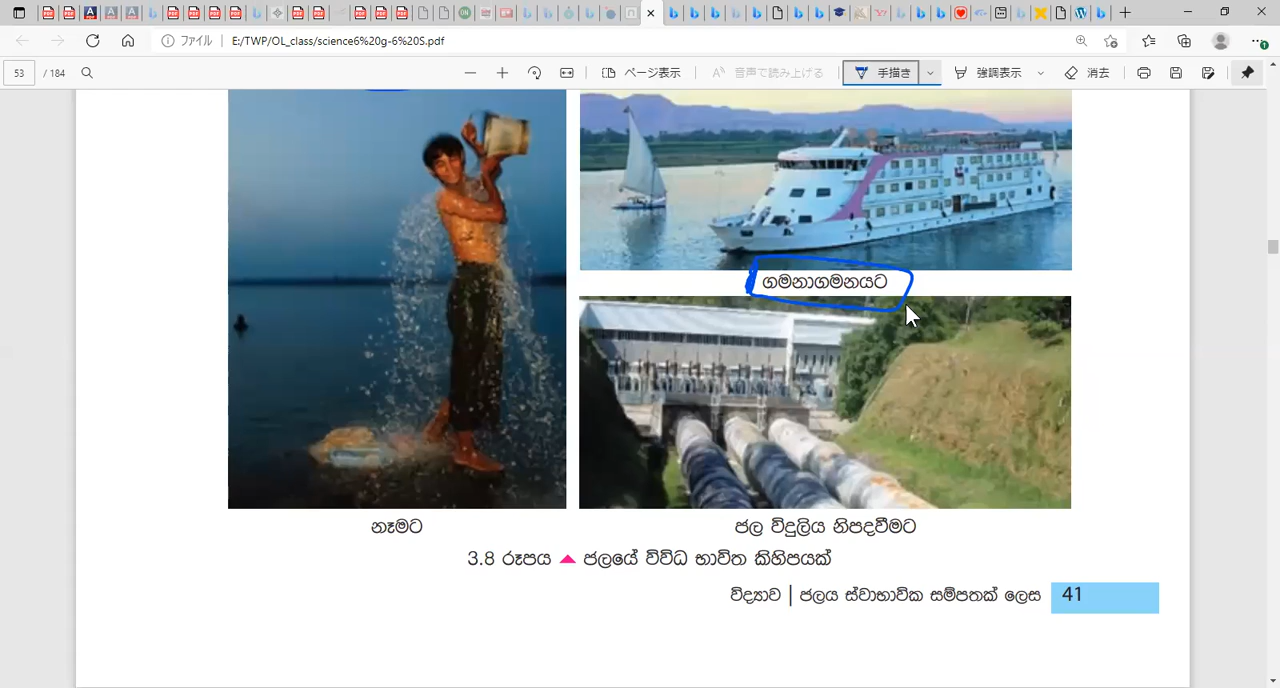 ファイル E:/TWP/OL_class/science6%20g-6%20S.pdf
53 / 184 ページ表示 音声で読み上げる 手描き 強調表示 消去
ගමනාගමනයට
නෑමට
ජල විදුලිය නිපදවීමට
3.8 රූපය ▲ ජලයේ විවිධ භාවිත කිහිපයක්
විද්‍යාව | ජලය ස්වාභාවික සම්පතක් ලෙස 41